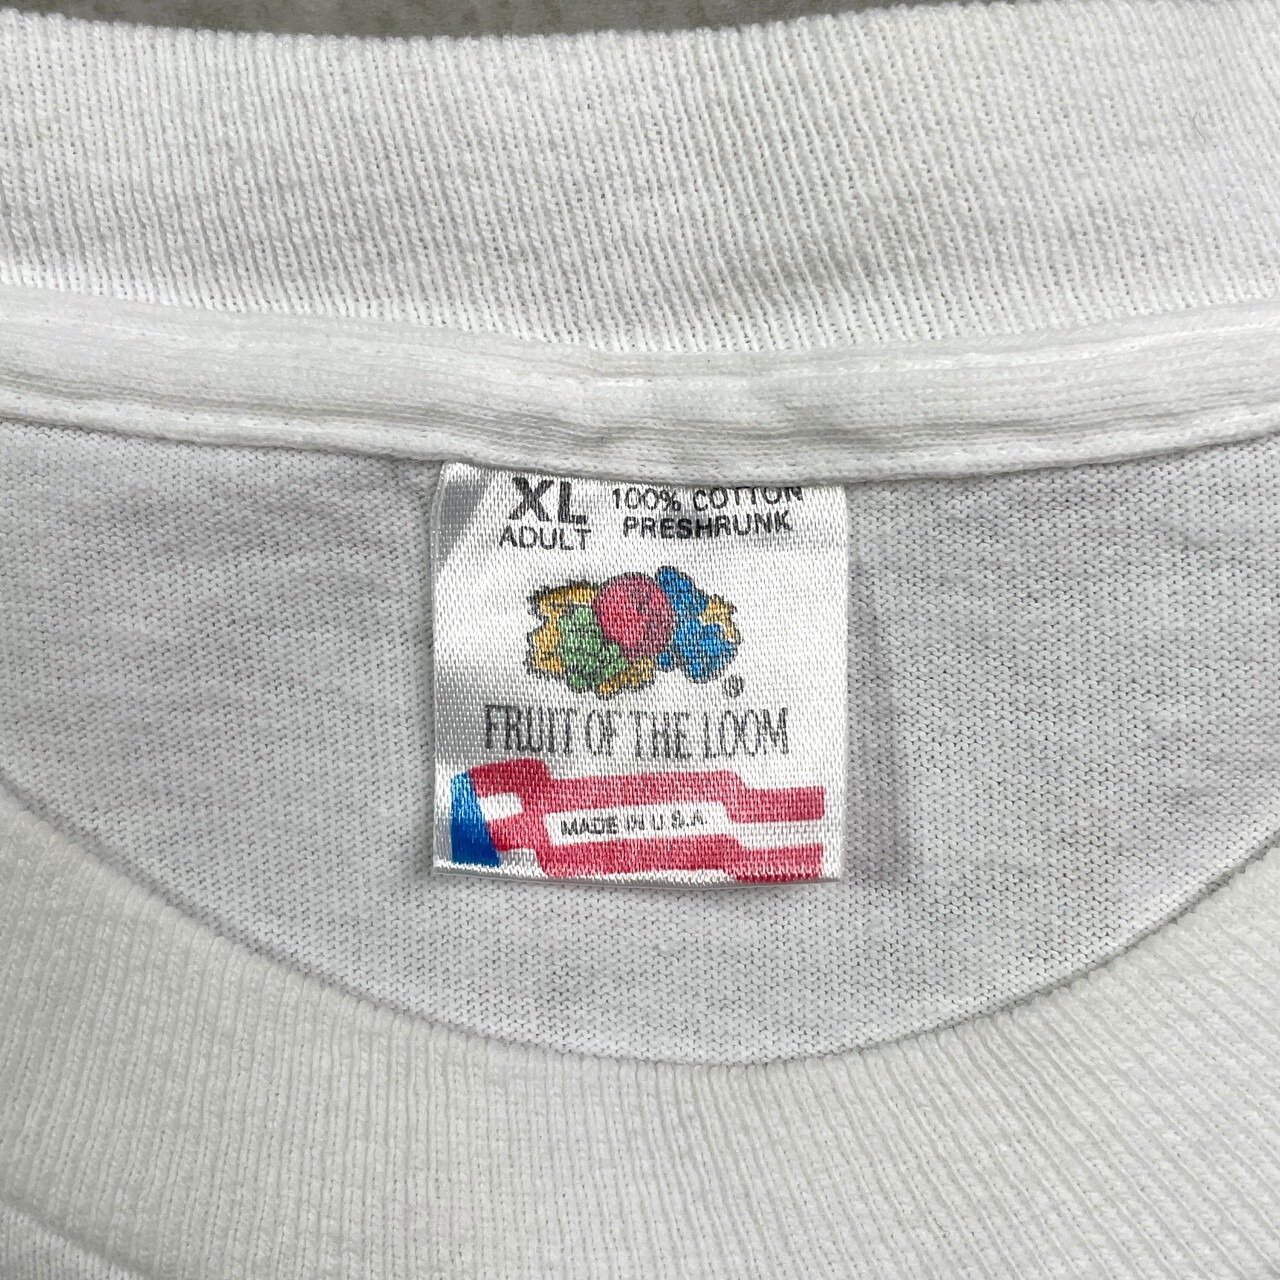 XL 100% COTTON
ADULT PRESHRUNK
®
FRUIT OF THE LOOM
MADE IN U.S.A